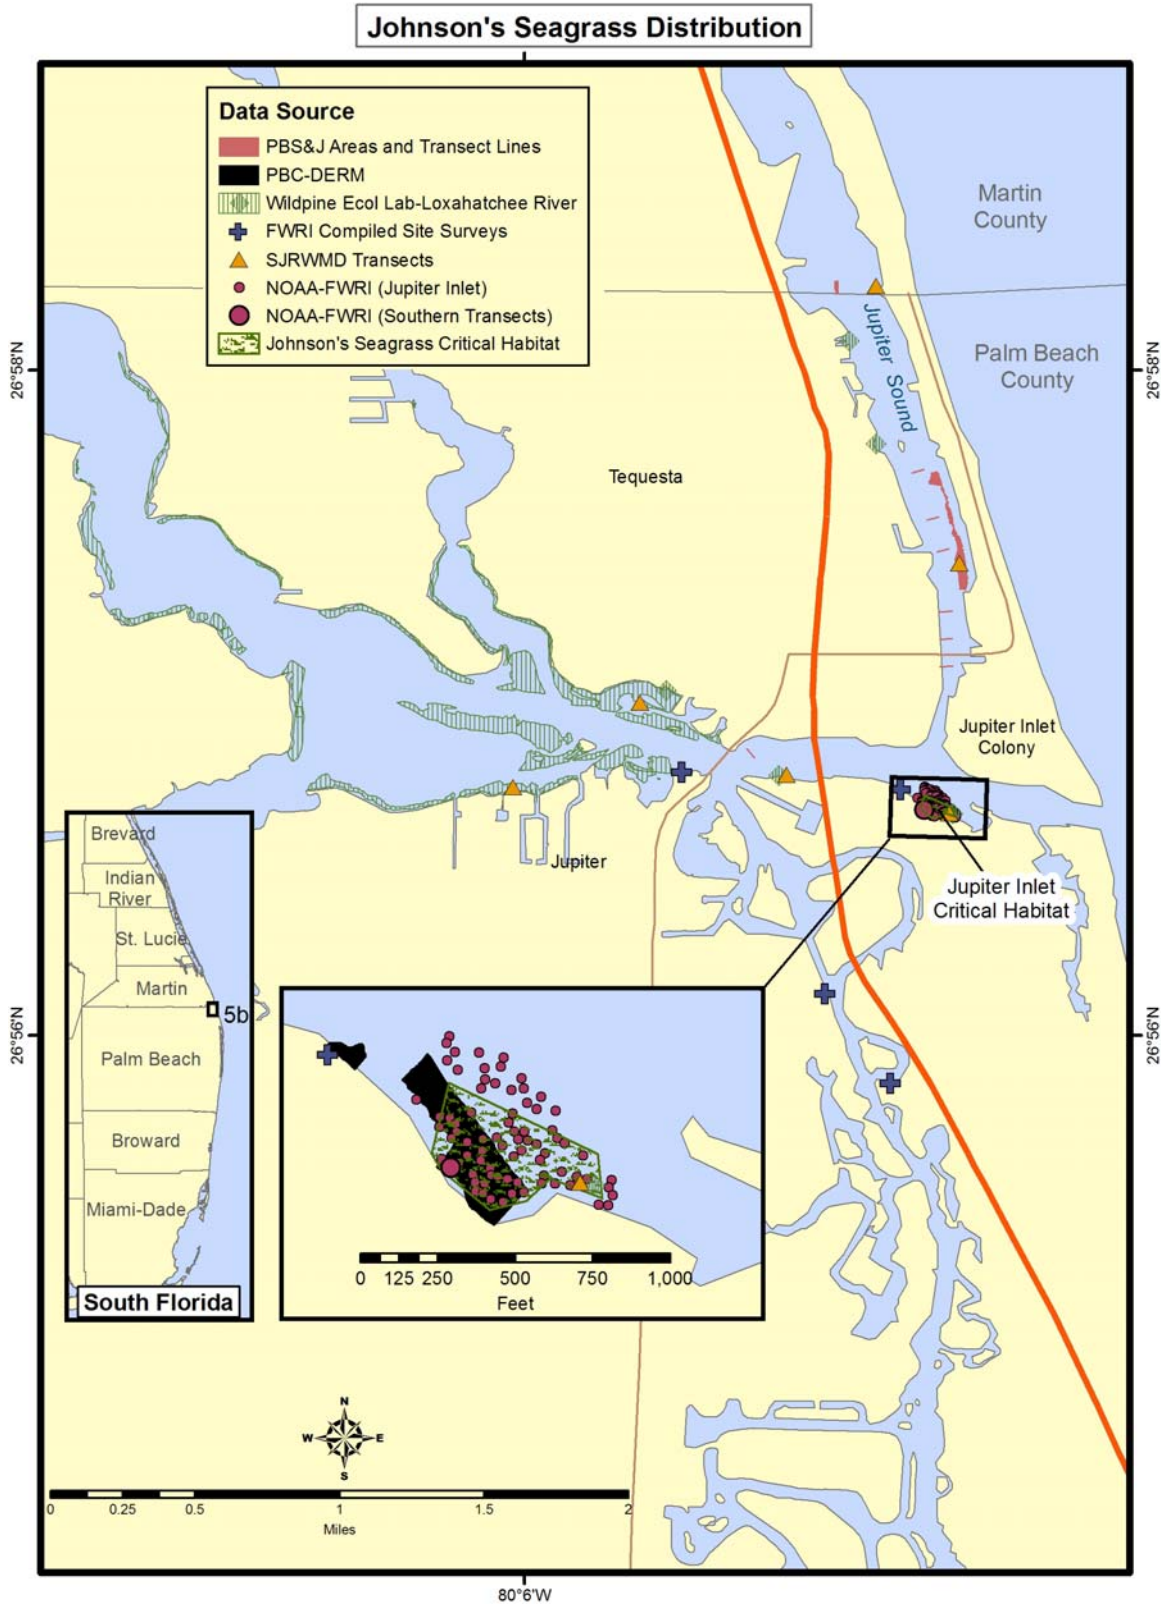 Johnson's Seagrass Distribution
Data Source
PBS&J Areas and Transect Lines
PBC-DERM
Wildpine Ecol Lab-Loxahatchee River
FWRI Compiled Site Surveys
SJRWMD Transects
NOAA-FWRI (Jupiter Inlet)
NOAA-FWRI (Southern Transects)
Johnson's Seagrass Critical Habitat
Martin
County
Palm Beach
County
Jupiter Sound
26°58'N
26°58'N
Tequesta
Jupiter Inlet
Colony
Jupiter
Jupiter Inlet
Critical Habitat
Brevard
Indian
River
St. Lucie
Martin
5b
Palm Beach
Broward
Miami-Dade
South Florida
26°56'N
26°56'N
0 125 250 500 750 1,000
Feet
N
W E
S
0 0.25 0.5 1 1.5 2
Miles
80°6'W